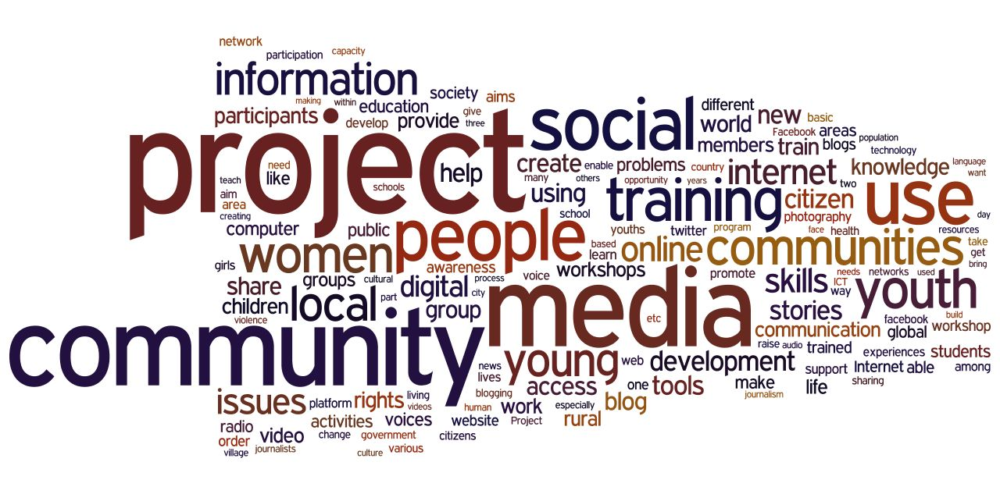 network
participation
capacity
information
making
within
education
society
aims
participants
develop
provide
give
three
project
need
like
help
schools
teach
aim
area
creating
computer
public
social
different
world
new
basic
Facebook
areas
population
members
train
blogs
technology
create
enable
problems
country
internet
knowledge
language
want
many
others
opportunity
years
two
using
training
citizen
use
school
photography
day
people
youths
twitter
program
face
health
resources
women
based
learn
online
communities
take
get
bring
girls
awareness
workshops
share
groups
cultural
digital
process
voice
promote
skills
needs
networks
used
ICT
way
youth
children
local
part
city
group
media
etc
stories
violence
communication
facebook
global
build
workshop
community
raise
audio
trained
experiences
students
news
lives
young
web
development
support
Internet
able
among
sharing
blogging
access
one
tools
make
journalism
life
issues
platform
rights
living
videos
human
work
especially
blog
radio
activities
voices
website
Project
rural
order
video
change
government
citizens
village
journalists
culture
various